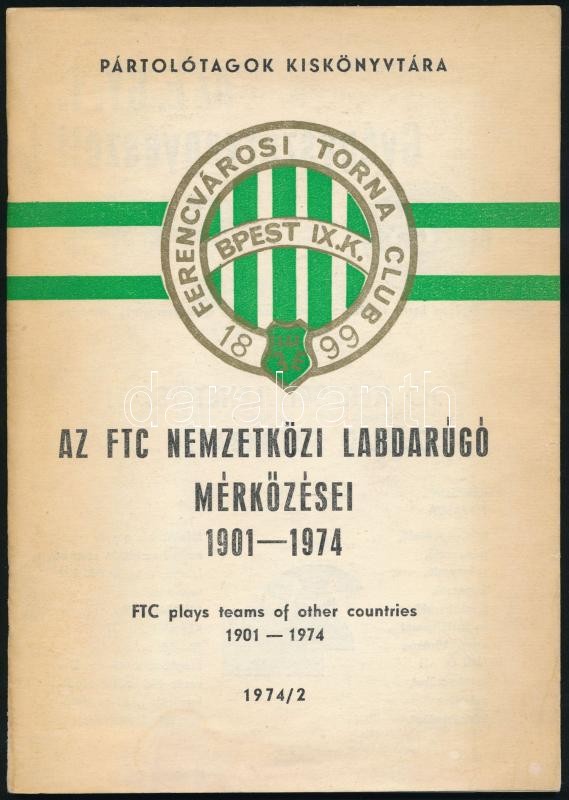 PÁRTOLÓTAGOK KISKÖNYVTÁRA
FERENCVÁROSI TORNA CLUB
BPEST IX.K.
18 99
darabanth
AZ FTC NEMZETKÖZI LABDARÚGÓ
MÉRKŐZÉSEI
1901—1974
FTC plays teams of other countries
1901 — 1974
1974/2